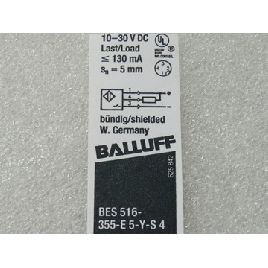 10–30 V DC
Last/Load
≤ 130 mA
sₙ = 5 mm
bündig/shielded
W. Germany
BALLUFF
BES 516-
355-E 5-Y-S 4